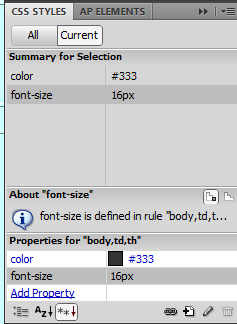 CSS STYLES AP ELEMENTS
All Current
Summary for Selection
color #333
font-size 16px
About "font-size"
font-size is defined in rule "body,td,t...
Properties for "body,td,th"
color #333
font-size 16px
Add Property
Az↓ **↓